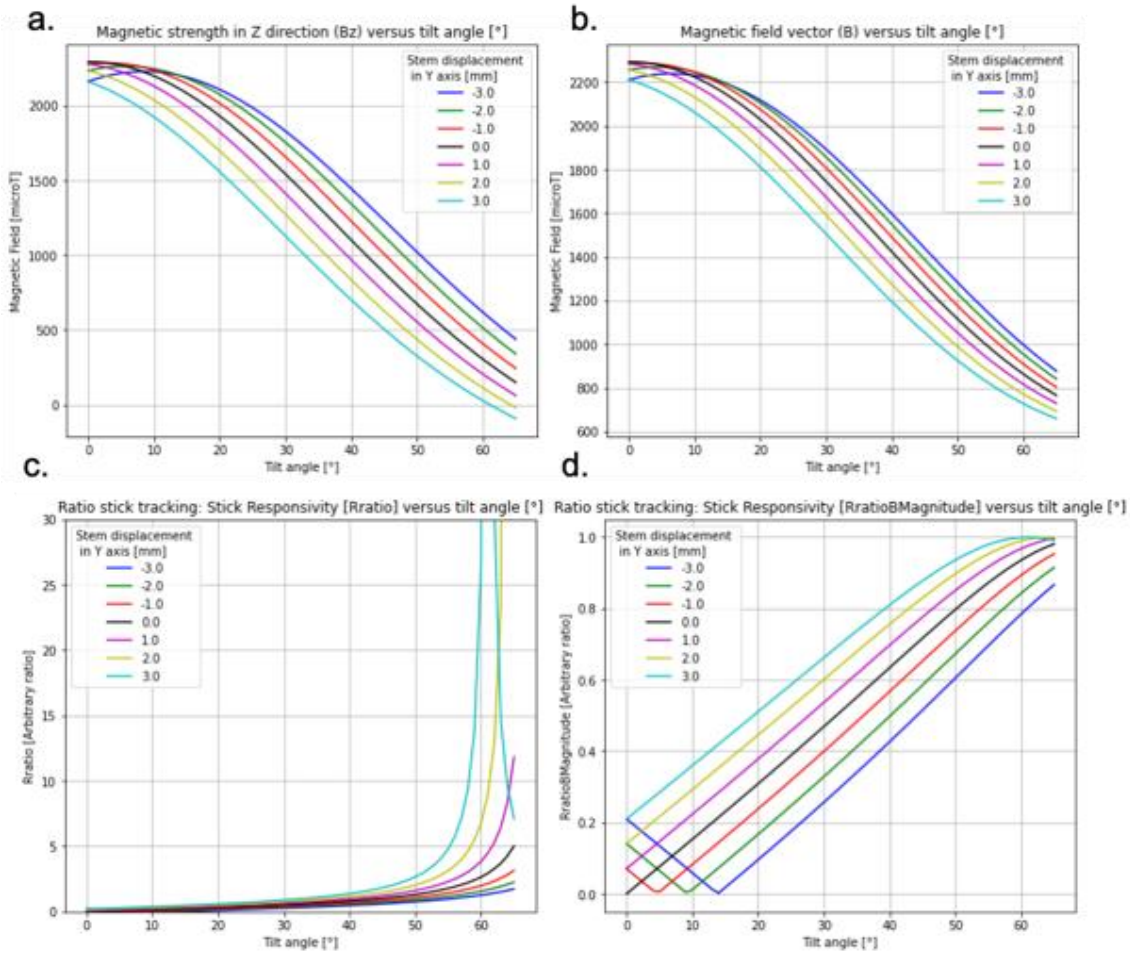 a.
Magnetic strength in Z direction (Bz) versus tilt angle [°]
Stem displacement
in Y axis [mm]
-3.0
-2.0
-1.0
0.0
1.0
2.0
3.0
2000
1500
1000
500
0
Magnetic Field [microT]
0 10 20 30 40 50 60
Tilt angle [°]
b.
Magnetic field vector (B) versus tilt angle [°]
Stem displacement
in Y axis [mm]
-3.0
-2.0
-1.0
0.0
1.0
2.0
3.0
2200
2000
1800
1600
1400
1200
1000
800
600
Magnetic Field [microT]
0 10 20 30 40 50 60
Tilt angle [°]
c.
Ratio stick tracking: Stick Responsivity [Rratio] versus tilt angle [°]
Stem displacement
in Y axis [mm]
-3.0
-2.0
-1.0
0.0
1.0
2.0
3.0
30
25
20
15
10
5
0
Rratio [Arbitrary ratio]
0 10 20 30 40 50 60
Tilt angle [°]
d.
Ratio stick tracking: Stick Responsivity [RratioBMagnitude] versus tilt angle [°]
Stem displacement
in Y axis [mm]
-3.0
-2.0
-1.0
0.0
1.0
2.0
3.0
1.0
0.8
0.6
0.4
0.2
0.0
RratioBMagnitude [Arbitrary ratio]
0 10 20 30 40 50 60
Tilt angle [°]